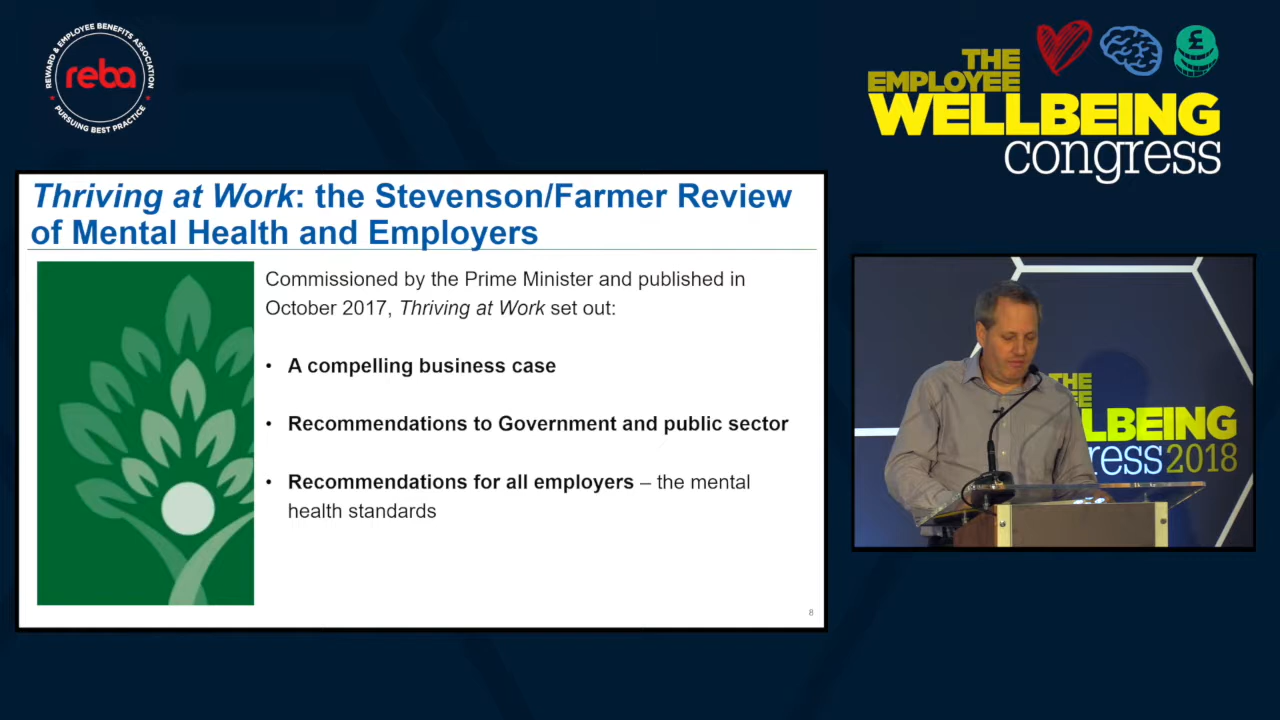 REWARD & EMPLOYEE BENEFITS ASSOCIATION
reba
PURSUING BEST PRACTICE
THE
EMPLOYEE
WELLBEING
congress
£
Thriving at Work: the Stevenson/Farmer Review
of Mental Health and Employers
Commissioned by the Prime Minister and published in
October 2017, Thriving at Work set out:
• A compelling business case
• Recommendations to Government and public sector
• Recommendations for all employers – the mental
health standards
8
THE
LBEING
ress 2018